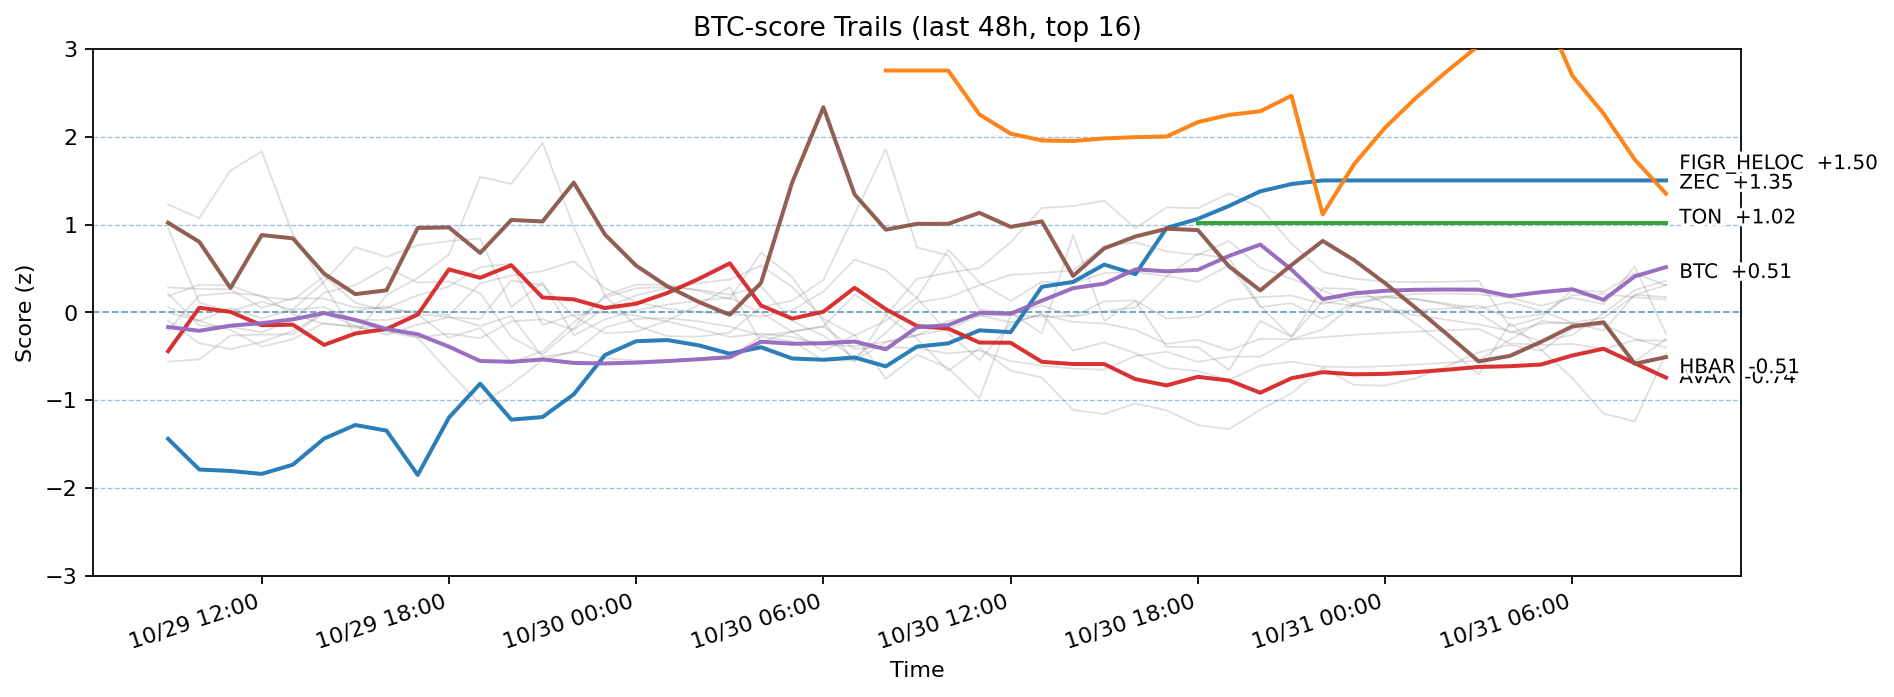 BTC-score Trails (last 48h, top 16)
Score (z)
3
2
1
0
−1
−2
−3
FIGR_HELOC +1.50
ZEC +1.35
TON +1.02
BTC +0.51
HBAR -0.51
AVAX -0.74
10/29 12:00
10/29 18:00
10/30 00:00
10/30 06:00
10/30 12:00
10/30 18:00
10/31 00:00
10/31 06:00
Time